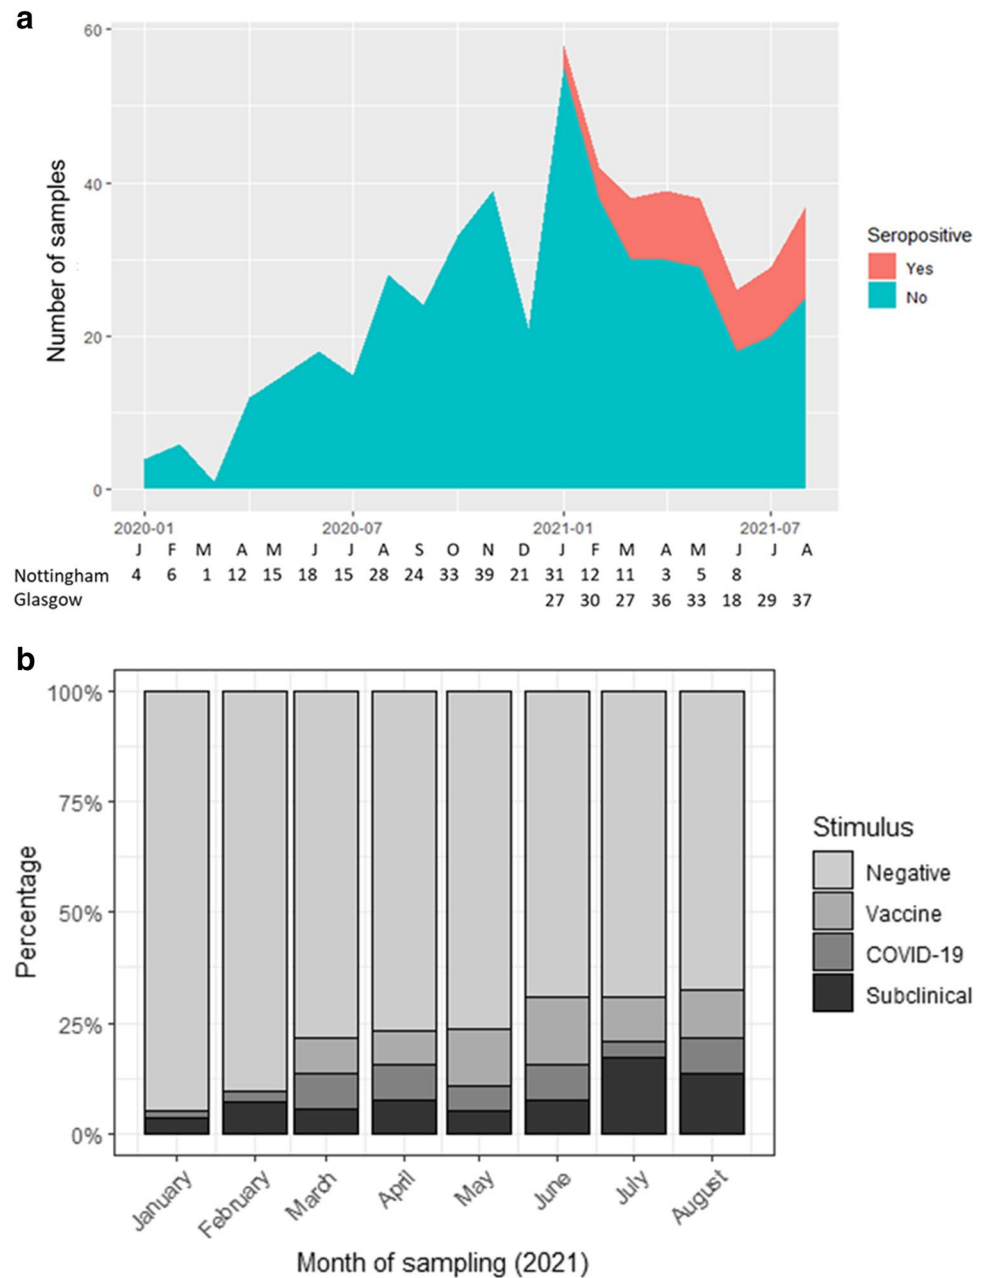 a
60
40
20
0
Number of samples
Seropositive
Yes
No
2020-01 2020-07 2021-01 2021-07
J F M A M J J A S O N D J F M A M J J A
Nottingham 4 6 1 12 15 18 15 28 24 33 39 21 31 12 11 3 5 8
Glasgow 27 30 27 36 33 18 29 37
b
100%
75%
50%
25%
0%
Percentage
Stimulus
Negative
Vaccine
COVID-19
Subclinical
January February March April May June July August
Month of sampling (2021)